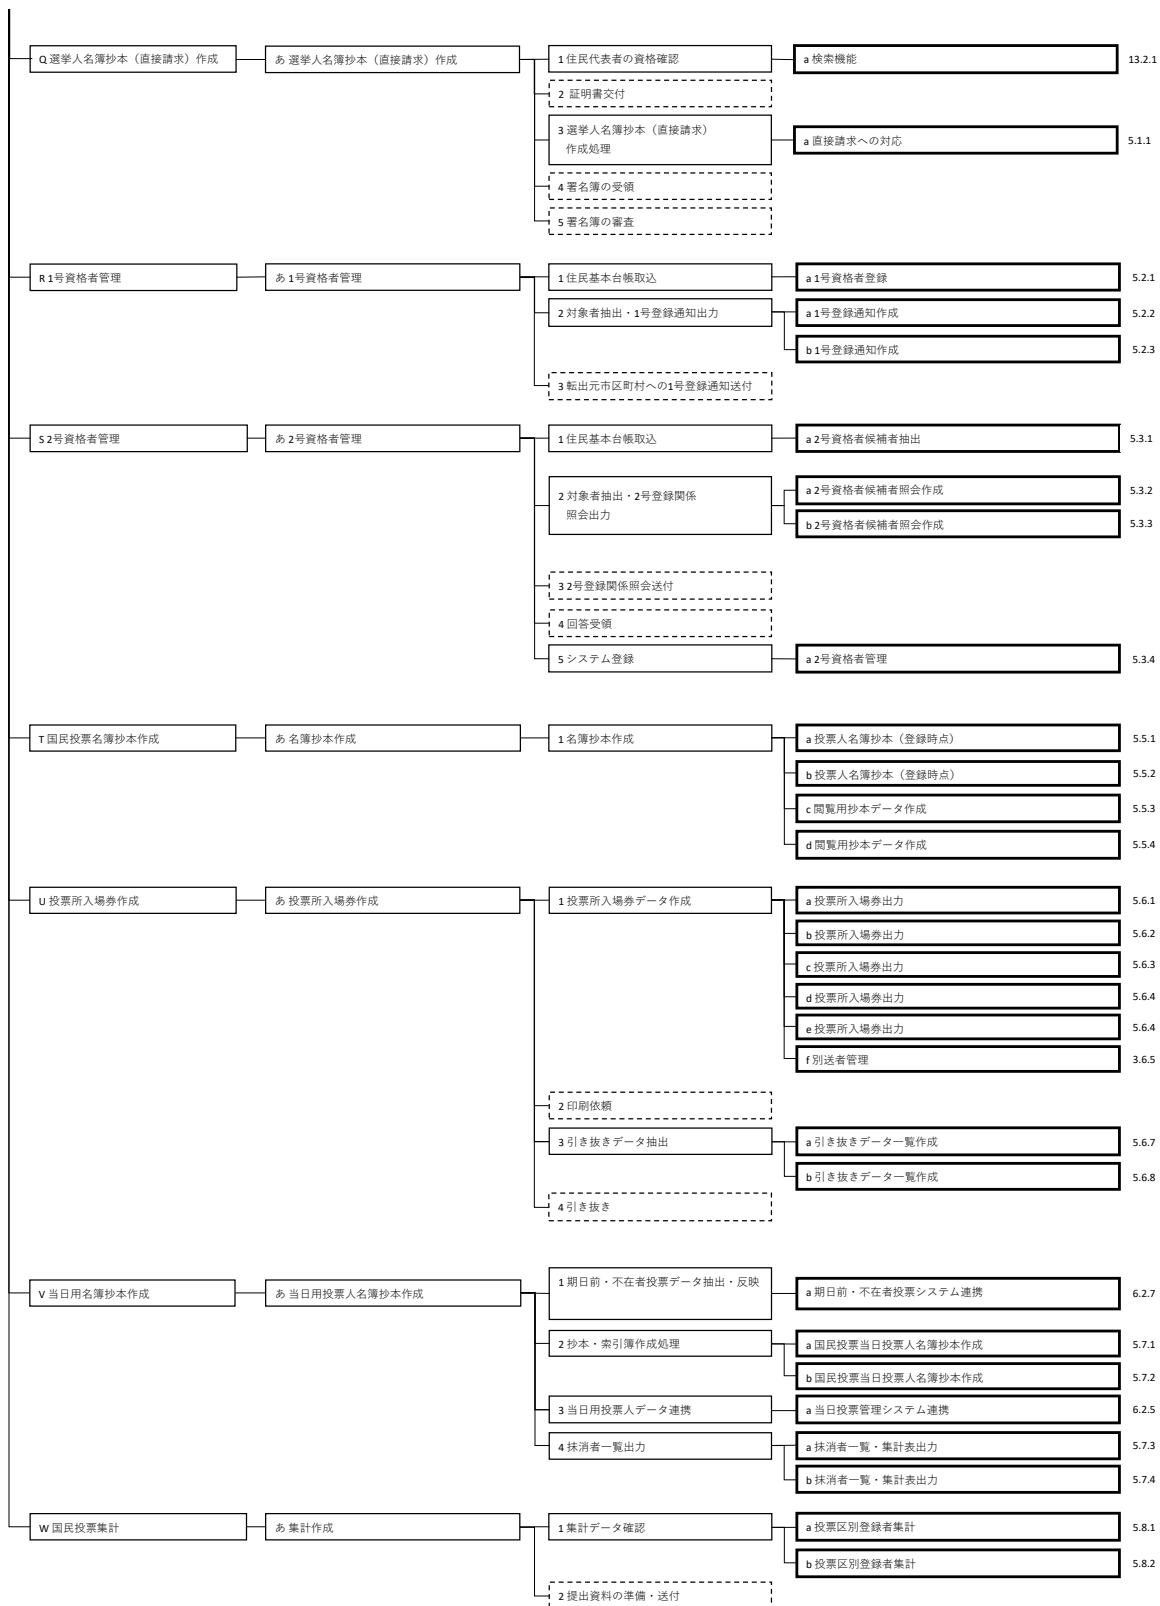 Q 選挙人名簿抄本（直接請求）作成 あ 選挙人名簿抄本（直接請求）作成 1 住民代表者の資格確認 a 検索機能 13.2.1
2 証明書交付
3 選挙人名簿抄本（直接請求）
作成処理
a 直接請求への対応 5.1.1
4 署名簿の受領
5 署名簿の審査
R 1号資格者管理 あ 1号資格者管理 1 住民基本台帳取込 a 1号資格者登録 5.2.1
2 対象者抽出・1号登録通知出力 a 1号登録通知作成 5.2.2
b 1号登録通知作成 5.2.3
3 転出元市区町村への1号登録通知送付
S 2号資格者管理 あ 2号資格者管理 1 住民基本台帳取込 a 2号資格者候補者抽出 5.3.1
2 対象者抽出・2号登録関係
照会出力
a 2号資格者候補者照会作成 5.3.2
b 2号資格者候補者照会作成 5.3.3
3 2号登録関係照会送付
4 回答受領
5 システム登録 a 2号資格者管理 5.3.4
T 国民投票名簿抄本作成 あ 名簿抄本作成 1 名簿抄本作成 a 投票人名簿抄本（登録時点） 5.5.1
b 投票人名簿抄本（登録時点） 5.5.2
c 閲覧用抄本データ作成 5.5.3
d 閲覧用抄本データ作成 5.5.4
U 投票所入場券作成 あ 投票所入場券作成 1 投票所入場券データ作成 a 投票所入場券出力 5.6.1
b 投票所入場券出力 5.6.2
c 投票所入場券出力 5.6.3
d 投票所入場券出力 5.6.4
e 投票所入場券出力 5.6.4
f 別送者管理 3.6.5
2 印刷依頼
3 引き抜きデータ抽出 a 引き抜きデータ一覧作成 5.6.7
b 引き抜きデータ一覧作成 5.6.8
4 引き抜き
V 当日用名簿抄本作成 あ 当日用投票人名簿抄本作成 1 期日前・不在者投票データ抽出・反映 a 期日前・不在者投票システム連携 6.2.7
2 抄本・索引簿作成処理 a 国民投票当日投票人名簿抄本作成 5.7.1
b 国民投票当日投票人名簿抄本作成 5.7.2
3 当日用投票人データ連携 a 当日投票管理システム連携 6.2.5
4 抹消者一覧出力 a 抹消者一覧・集計表出力 5.7.3
b 抹消者一覧・集計表出力 5.7.4
W 国民投票集計 あ 集計作成 1 集計データ確認 a 投票区別登録者集計 5.8.1
b 投票区別登録者集計 5.8.2
2 提出資料の準備・送付